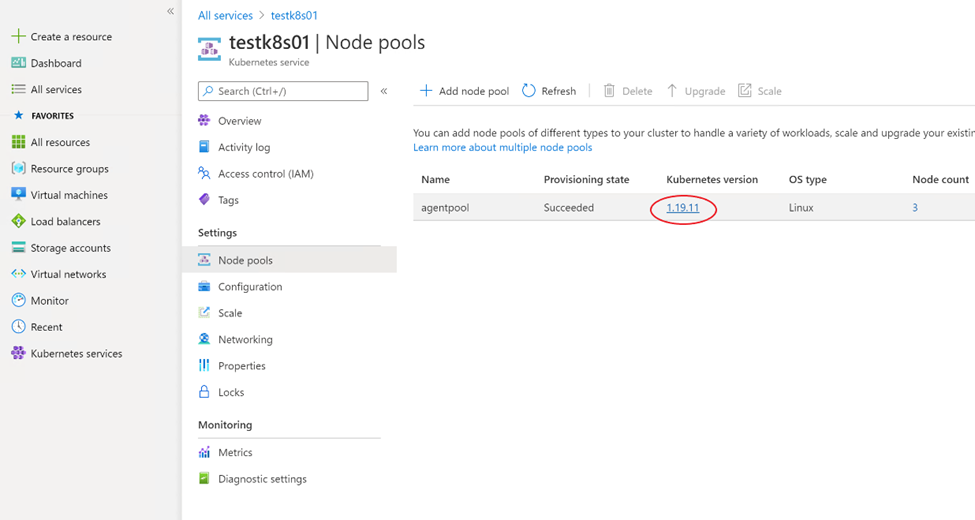 «
Create a resource
Dashboard
All services
FAVORITES
All resources
Resource groups
Virtual machines
Load balancers
Storage accounts
Virtual networks
Monitor
Recent
Kubernetes services
All services > testk8s01
testk8s01 | Node pools
Kubernetes service
Search (Ctrl+/)
«
Overview
Activity log
Access control (IAM)
Tags
Settings
Node pools
Configuration
Scale
Networking
Properties
Locks
Monitoring
Metrics
Diagnostic settings
Add node pool Refresh Delete Upgrade Scale
You can add node pools of different types to your cluster to handle a variety of workloads, scale and upgrade your existin
Learn more about multiple node pools
Name Provisioning state Kubernetes version OS type Node count
agentpool Succeeded 1.19.11 Linux 3